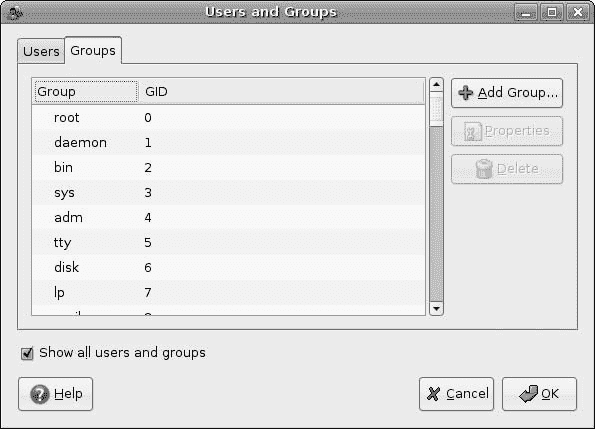 Users and Groups
Users Groups
Group GID
root 0
daemon 1
bin 2
sys 3
adm 4
tty 5
disk 6
lp 7
Add Group...
Properties
Delete
Show all users and groups
Help
Cancel
OK